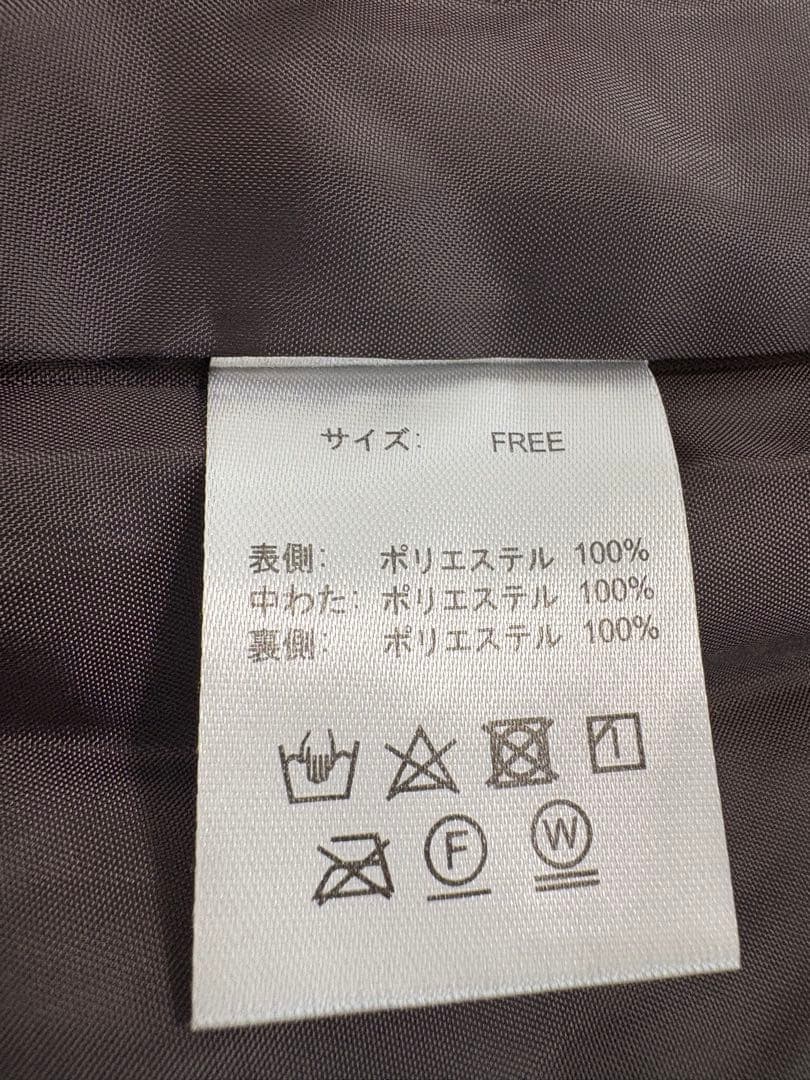 サイズ: FREE
表側: ポリエステル 100%
中わた: ポリエステル 100%
裏側: ポリエステル 100%
F W